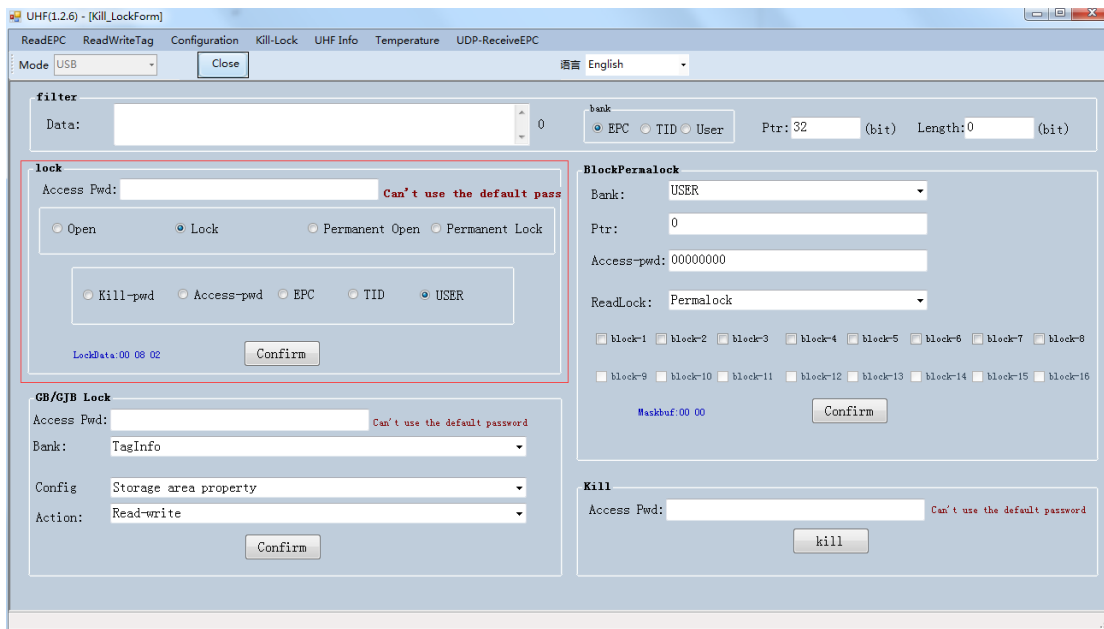 UHF(1.2.6) - [Kill_LockForm]
ReadEPC ReadWriteTag Configuration Kill-Lock UHF Info Temperature UDP-ReceiveEPC
Mode USB Close 语言 English
filter
Data: 0
bank
EPC TID User Ptr: 32 (bit) Length: 0 (bit)
lock
Access Pwd: Can't use the default pass
Open Lock Permanent Open Permanent Lock
Kill-pwd Access-pwd EPC TID USER
LockData:00 08 02 Confirm
BlockPermalock
Bank: USER
Ptr: 0
Access-pwd: 00000000
ReadLock: Permalock
block-1 block-2 block-3 block-4 block-5 block-6 block-7 block-8
block-9 block-10 block-11 block-12 block-13 block-14 block-15 block-16
Maskbuf:00 00 Confirm
GB/GJB Lock
Access Pwd: Can't use the default password
Bank: TagInfo
Config Storage area property
Action: Read-write
Confirm
Kill
Access Pwd: Can't use the default password
kill